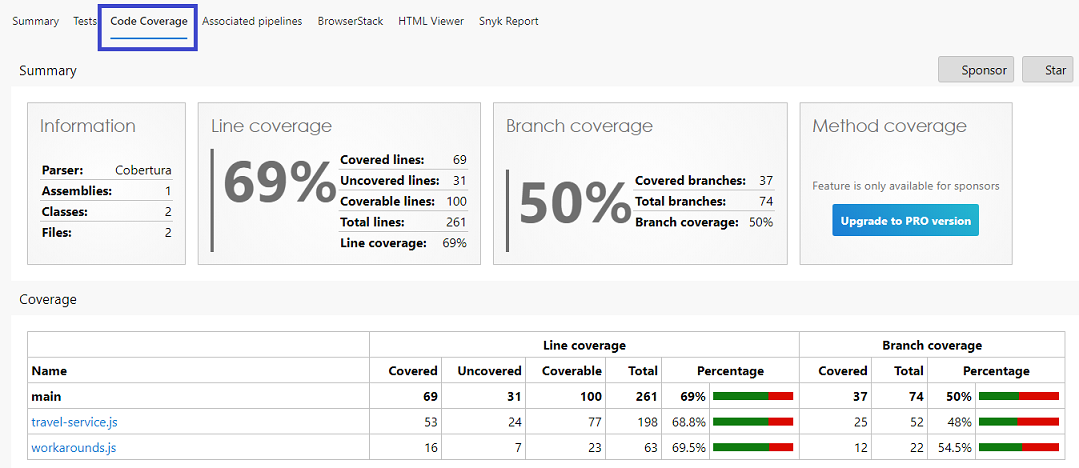 Summary Tests Code Coverage Associated pipelines BrowserStack HTML Viewer Snyk Report
Summary Sponsor Star
Information
Parser: Cobertura
Assemblies: 1
Classes: 2
Files: 2
Line coverage
69%
Covered lines: 69
Uncovered lines: 31
Coverable lines: 100
Total lines: 261
Line coverage: 69%
Branch coverage
50%
Covered branches: 37
Total branches: 74
Branch coverage: 50%
Method coverage
Feature is only available for sponsors
Upgrade to PRO version
Coverage
Line coverage Branch coverage
Name Covered Uncovered Coverable Total Percentage Covered Total Percentage
main 69 31 100 261 69% 37 74 50%
travel-service.js 53 24 77 198 68.8% 25 52 48%
workarounds.js 16 7 23 63 69.5% 12 22 54.5%